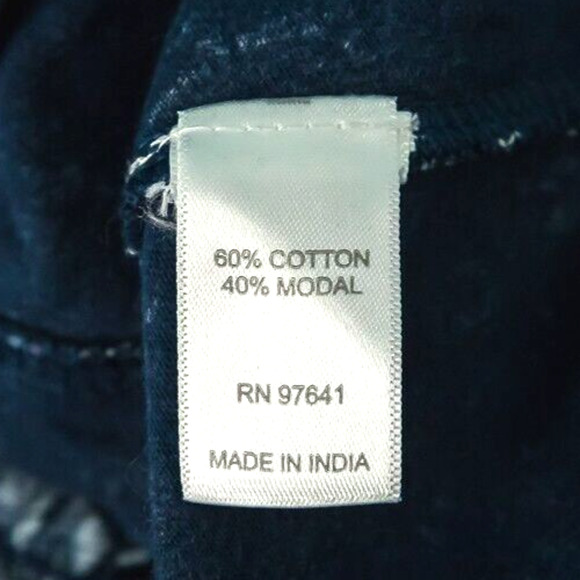 60% COTTON
40% MODAL
RN 97641
MADE IN INDIA